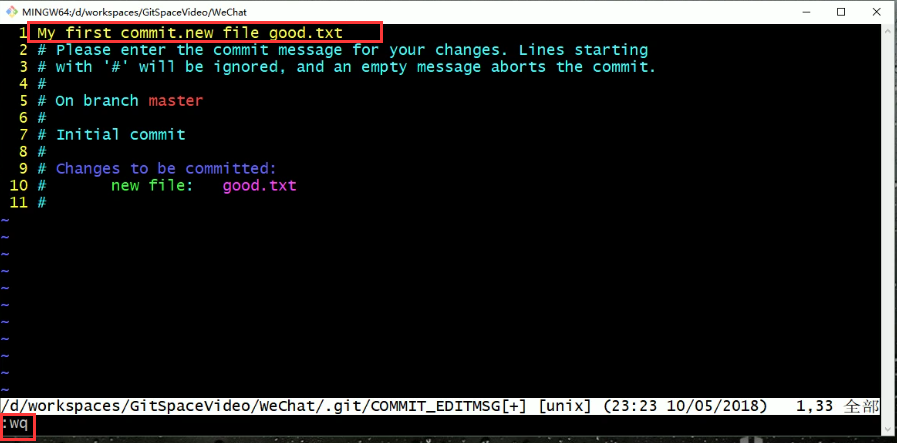 MINGW64:/d/workspaces/GitSpaceVideo/WeChat
1 My first commit.new file good.txt
2 # Please enter the commit message for your changes. Lines starting
3 # with '#' will be ignored, and an empty message aborts the commit.
4 #
5 # On branch master
6 #
7 # Initial commit
8 #
9 # Changes to be committed:
10 #       new file:   good.txt
11 #
~
~
~
~
~
~
~
~
~
~
~
/d/workspaces/GitSpaceVideo/WeChat/.git/COMMIT_EDITMSG[+] [unix] (23:23 10/05/2018)   1,33 全部
:wq